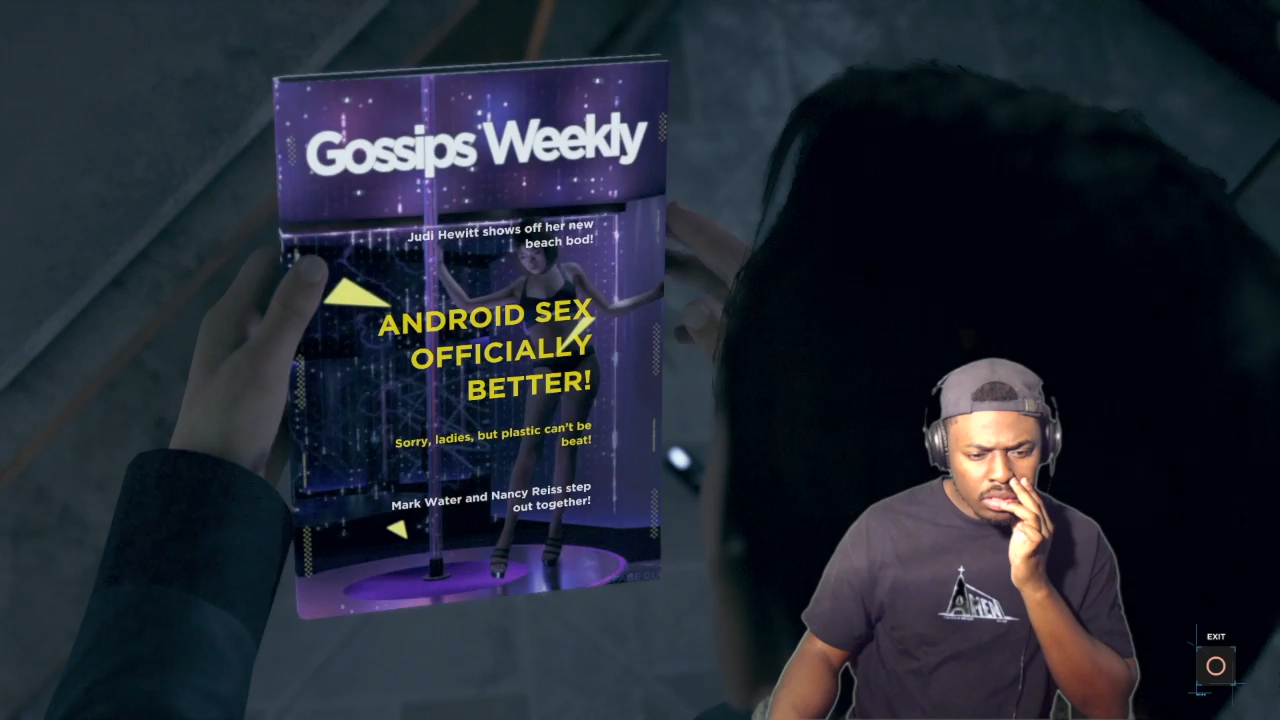 Gossips Weekly
Judi Hewitt shows off her new
beach bod!
ANDROID SEX
OFFICIALLY
BETTER!
Sorry, ladies, but plastic can't be
beat!
Mark Water and Nancy Reiss step
out together!
AMEN
EXIT